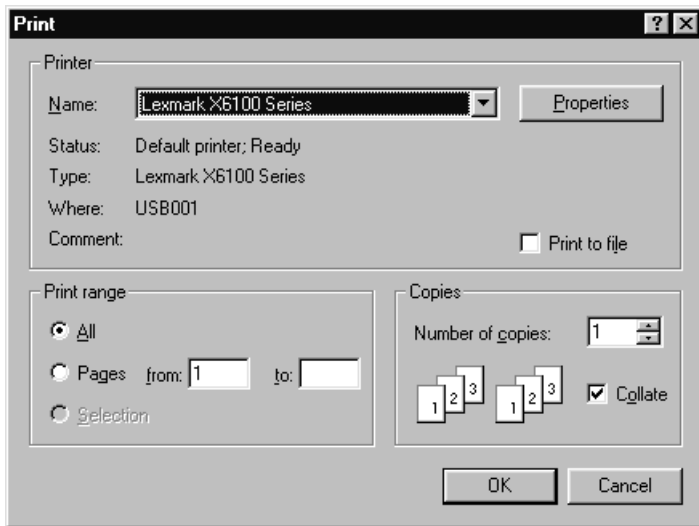 Print
Printer
Name: Lexmark X6100 Series Properties
Status: Default printer; Ready
Type: Lexmark X6100 Series
Where: USB001
Comment: Print to file
Print range
All
Pages from: 1 to:
Selection
Copies
Number of copies: 1
1 2 3 1 2 3 Collate
OK Cancel